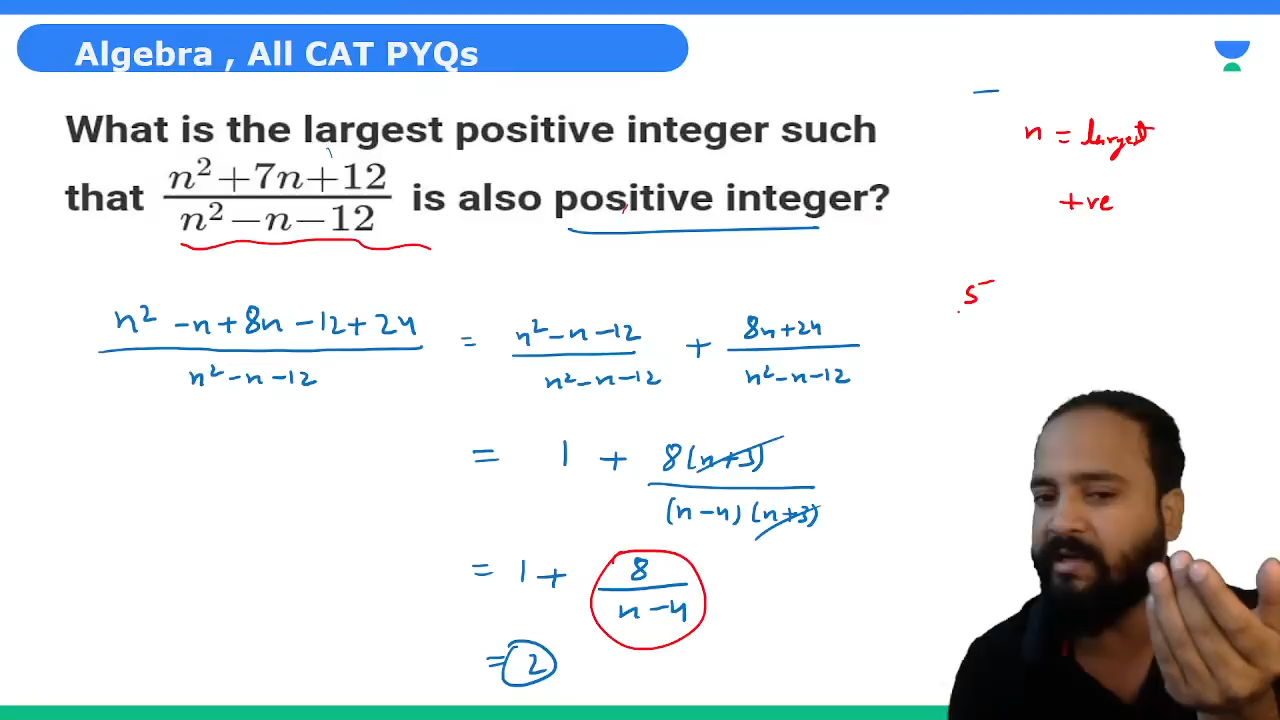 Algebra , All CAT PYQs
What is the largest positive integer such
that (n² + 7n + 12)/(n² − n − 12) is also positive integer?
n = largest
+ve
5
(n² - n + 8n - 12 + 24)/(n² - n - 12) = (n² - n - 12)/(n² - n - 12) + (8n + 24)/(n² - n - 12)
= 1 + 8(n+3)/((n-4)(n+3))
= 1 + 8/(n-4)
= 2